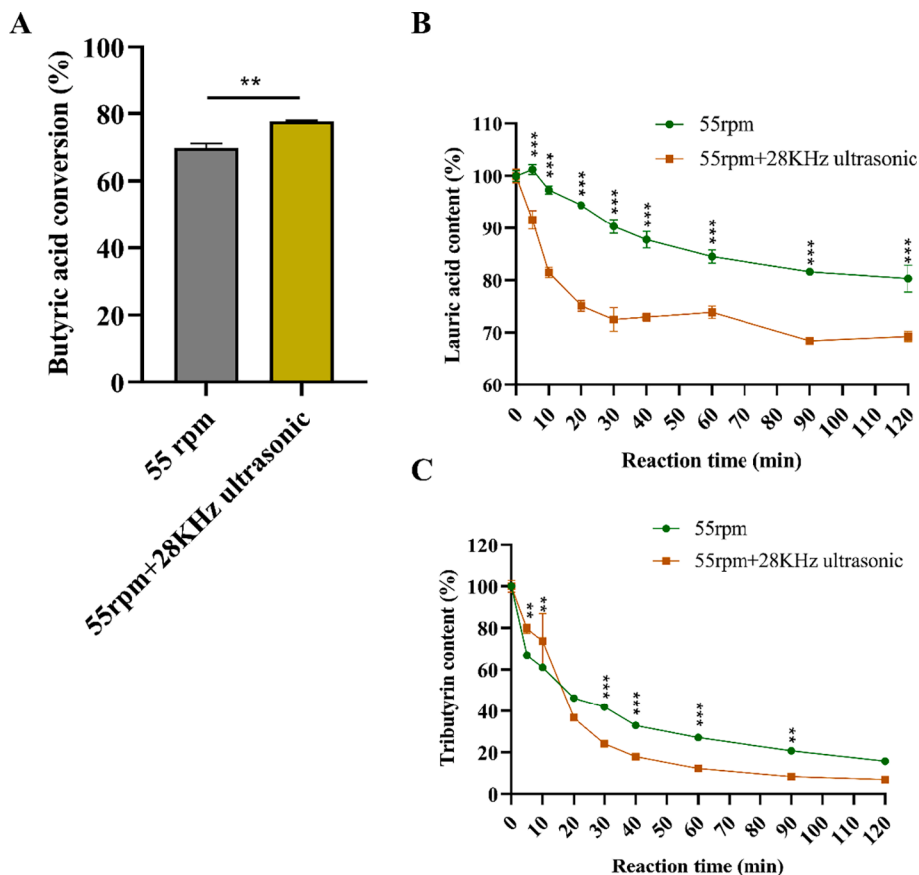 A
Butyric acid conversion (%)
100
80
60
40
20
0
**
55 rpm
55rpm+28KHz ultrasonic
B
55rpm
55rpm+28KHz ultrasonic
Lauric acid content (%)
110
100
90
80
70
60
***
***
***
***
***
***
***
***
0 10 20 30 40 50 60 70 80 90 100 110 120
Reaction time (min)
C
55rpm
55rpm+28KHz ultrasonic
Tributyrin content (%)
120
100
80
60
40
20
0
**
**
***
***
***
**
0 10 20 30 40 50 60 70 80 90 100 110 120
Reaction time (min)